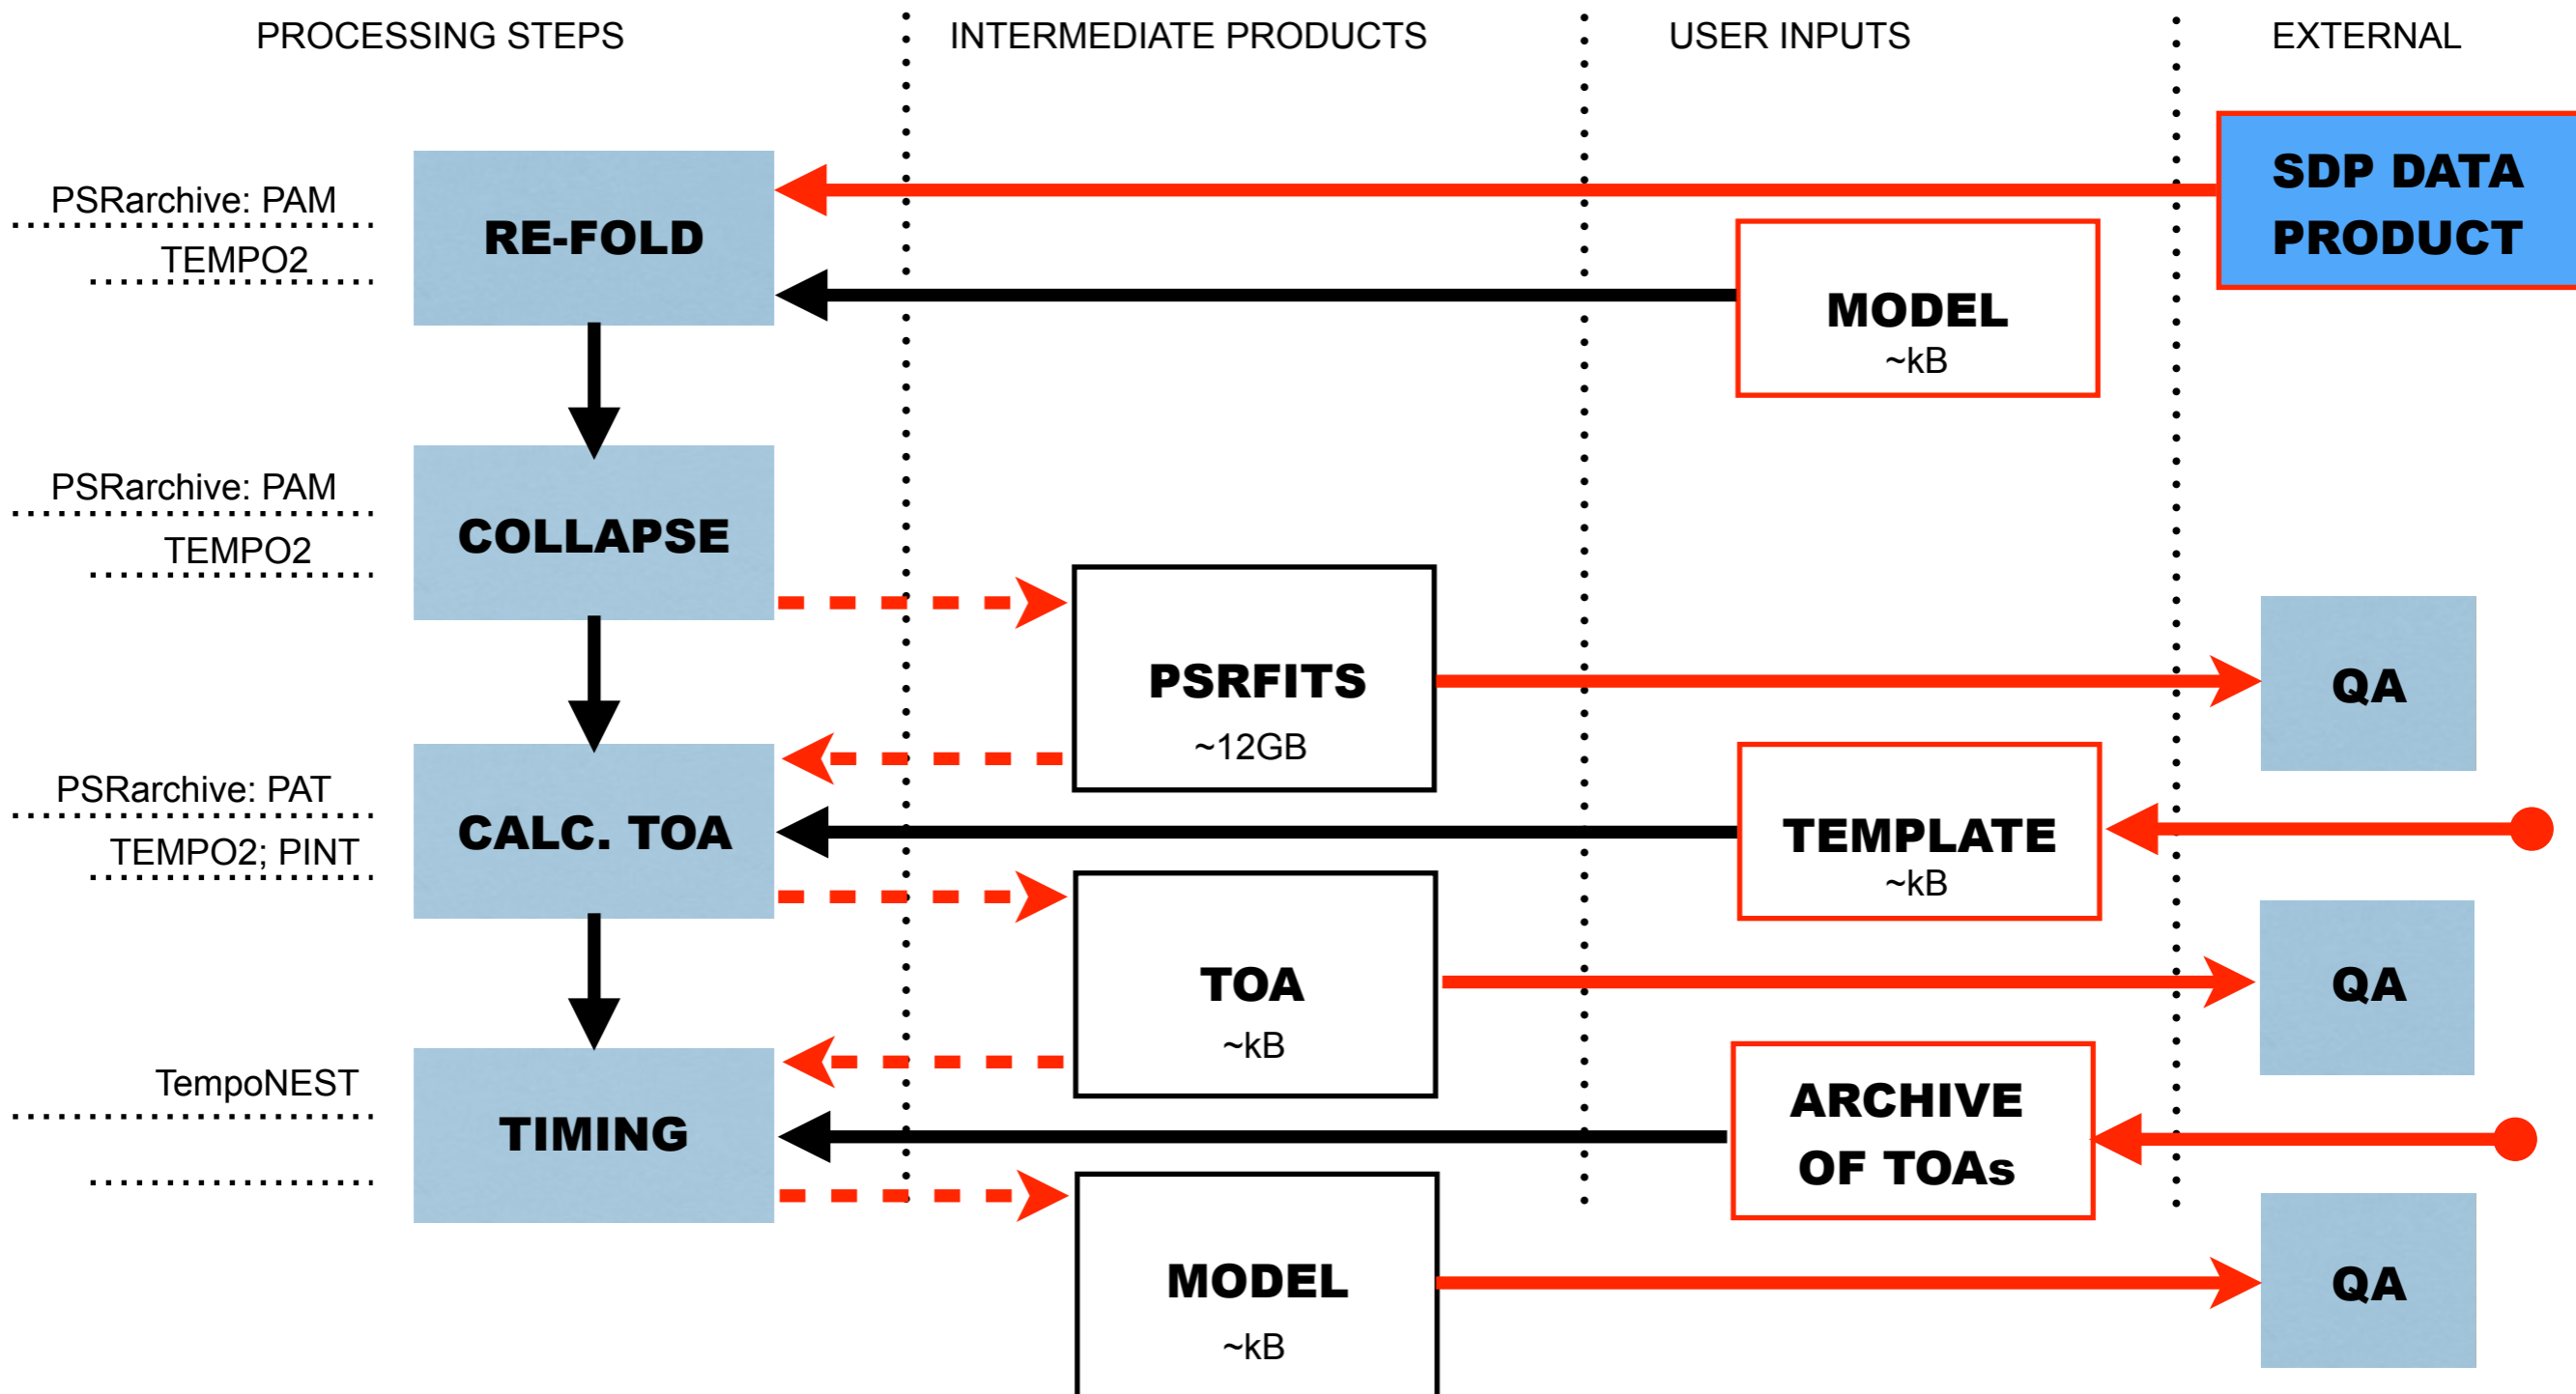 PROCESSING STEPS
INTERMEDIATE PRODUCTS
USER INPUTS
EXTERNAL
SDP DATA
PRODUCT
PSRarchive: PAM
TEMPO2
RE-FOLD
MODEL
~kB
PSRarchive: PAM
TEMPO2
COLLAPSE
PSRFITS
~12GB
QA
PSRarchive: PAT
TEMPO2; PINT
CALC. TOA
TEMPLATE
~kB
TOA
~kB
QA
TempoNEST
TIMING
ARCHIVE
OF TOAs
MODEL
~kB
QA